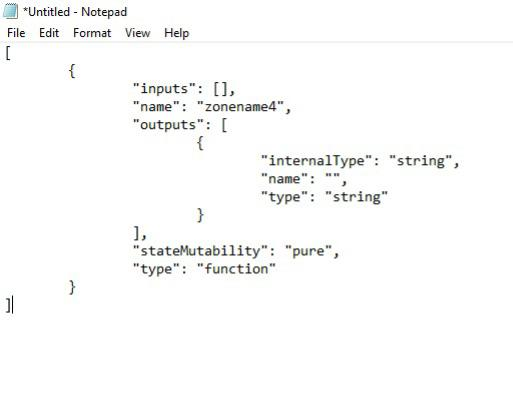 *Untitled - Notepad
File Edit Format View Help
[
{
"inputs": [],
"name": "zonename4",
"outputs": [
{
"internalType": "string",
"name": "",
"type": "string"
}
],
"stateMutability": "pure",
"type": "function"
}
]